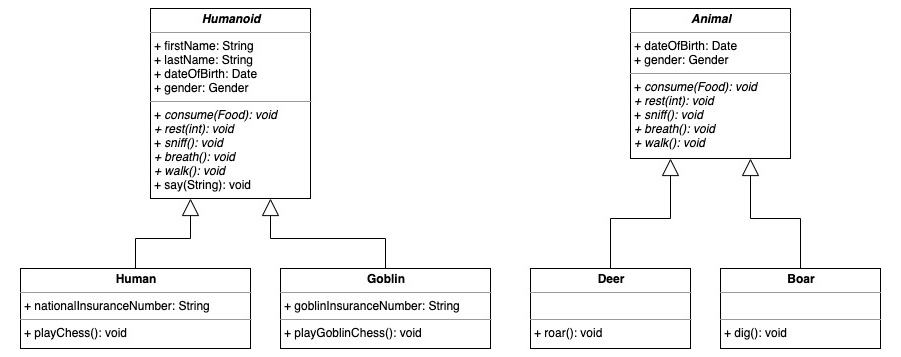 Humanoid
+ firstName: String
+ lastName: String
+ dateOfBirth: Date
+ gender: Gender
+ consume(Food): void
+ rest(int): void
+ sniff(): void
+ breath(): void
+ walk(): void
+ say(String): void
Animal
+ dateOfBirth: Date
+ gender: Gender
+ consume(Food): void
+ rest(int): void
+ sniff(): void
+ breath(): void
+ walk(): void
Human
+ nationalInsuranceNumber: String
+ playChess(): void
Goblin
+ goblinInsuranceNumber: String
+ playGoblinChess(): void
Deer
+ roar(): void
Boar
+ dig(): void